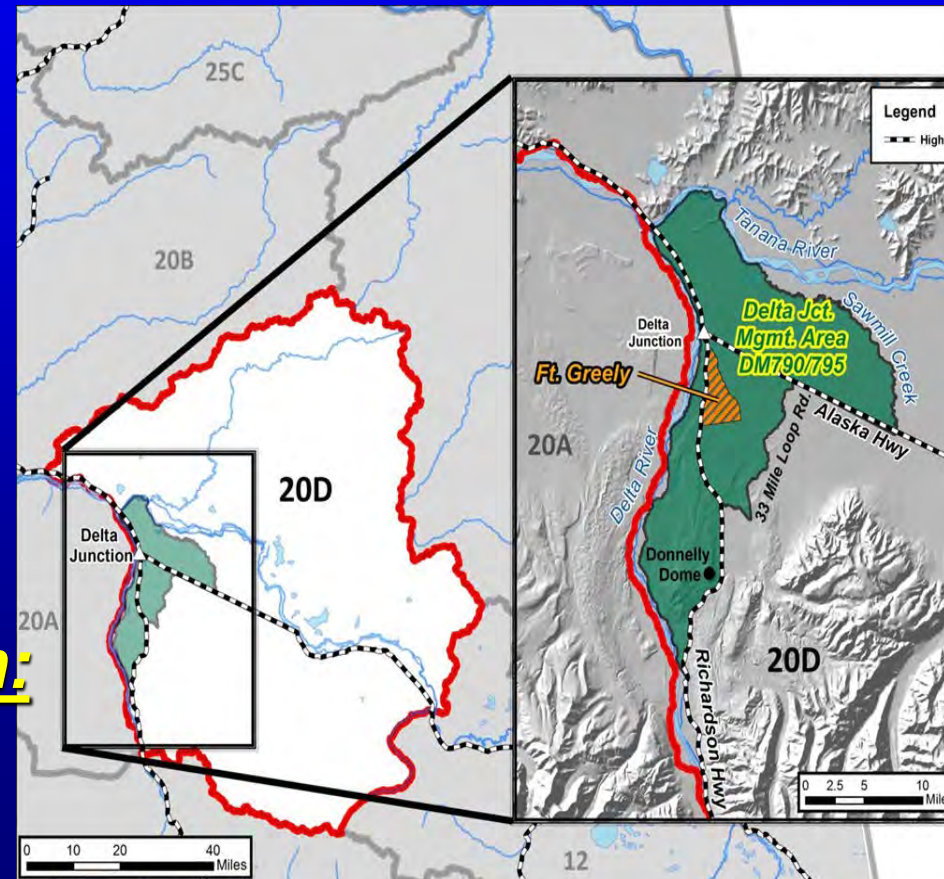 25C
20B
20D
Delta
Junction
20A
12
0 10 20 40
Miles
Legend
Tanana River
Delta
Junction
Delta Jct.
Mgmt. Area
DM790/795
Sawmill Creek
Ft. Greely
20A
Delta River
33 Mile Loop Rd.
Alaska Hwy
Donnelly
Dome
Richardson Hwy
20D
0 2.5 5 10